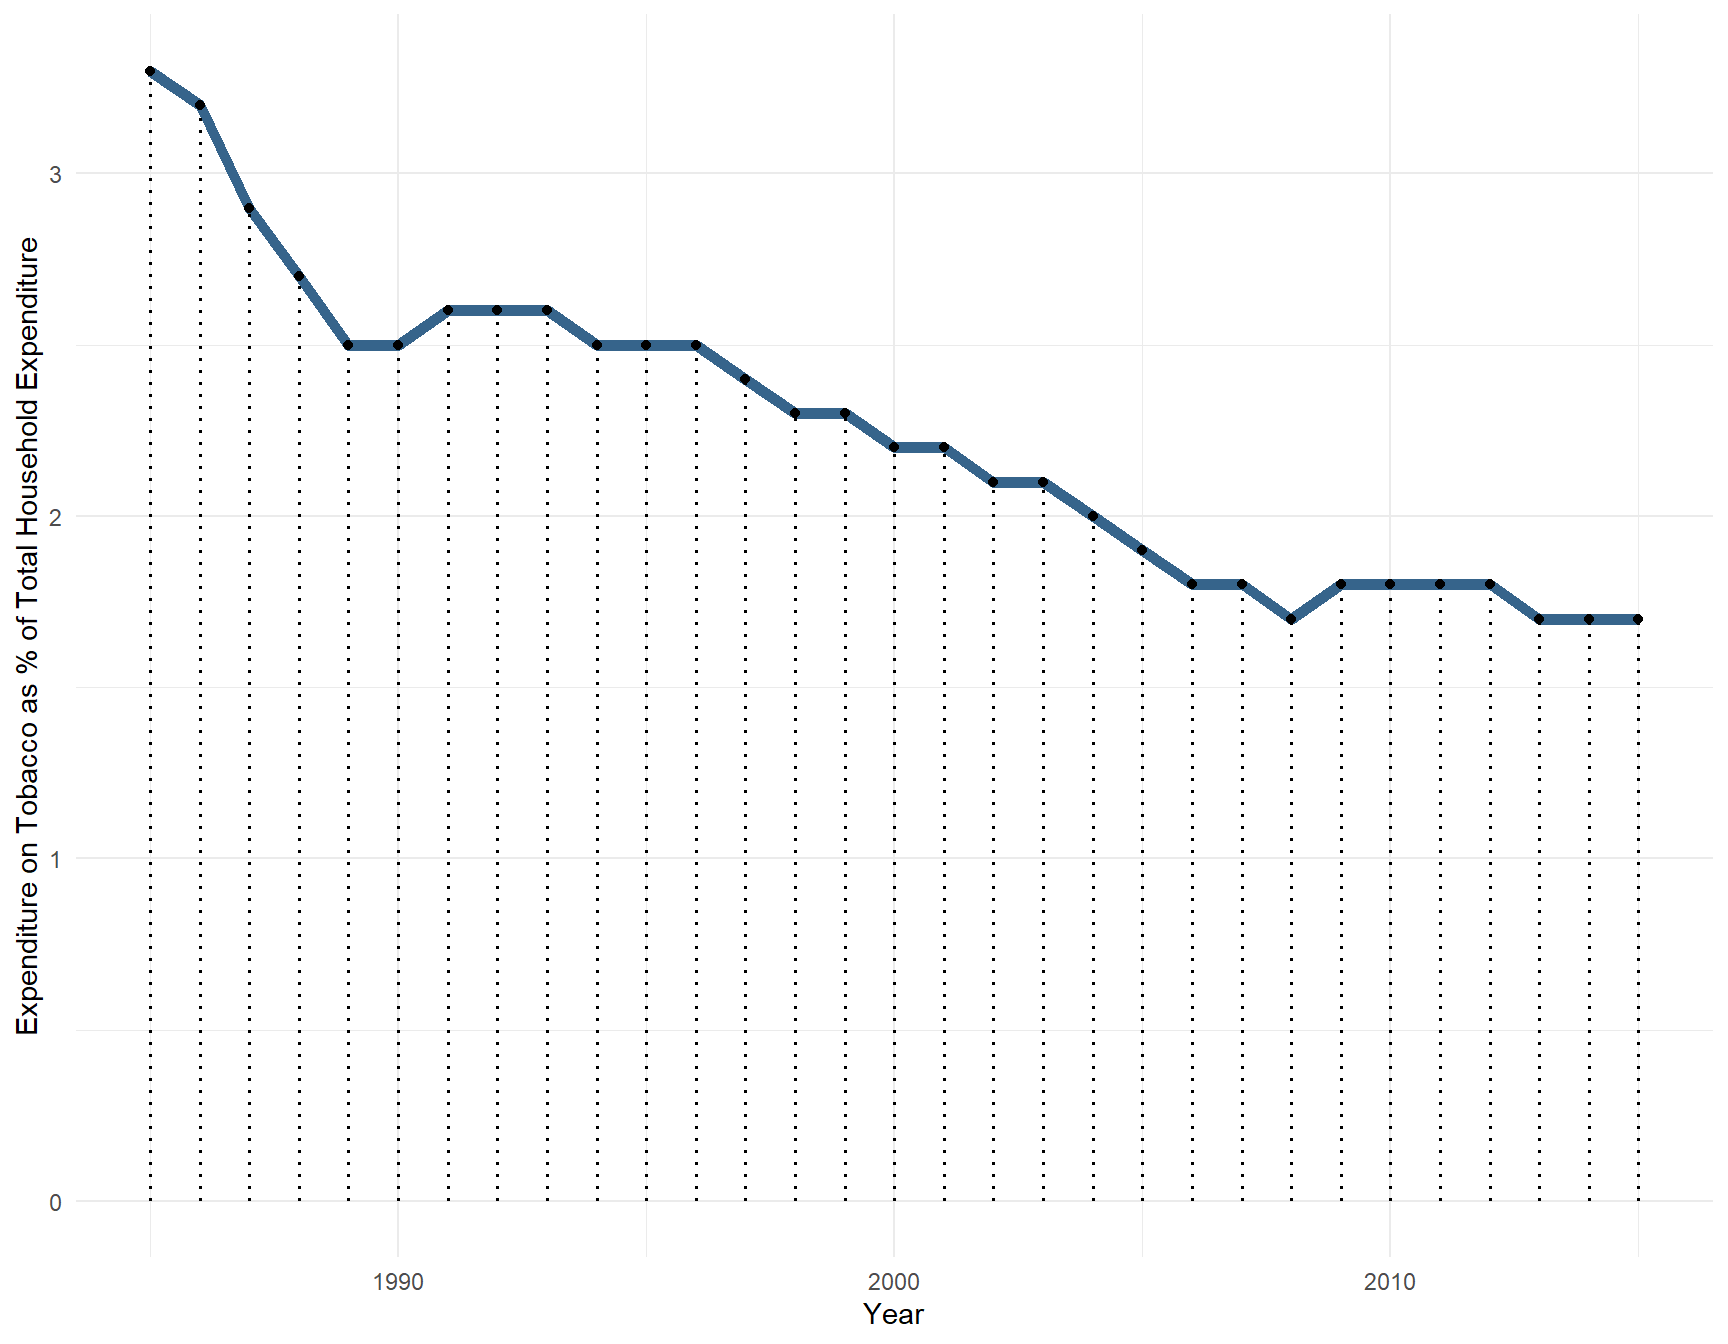 Expenditure on Tobacco as % of Total Household Expenditure
3
2
1
0
1990 2000 2010
Year